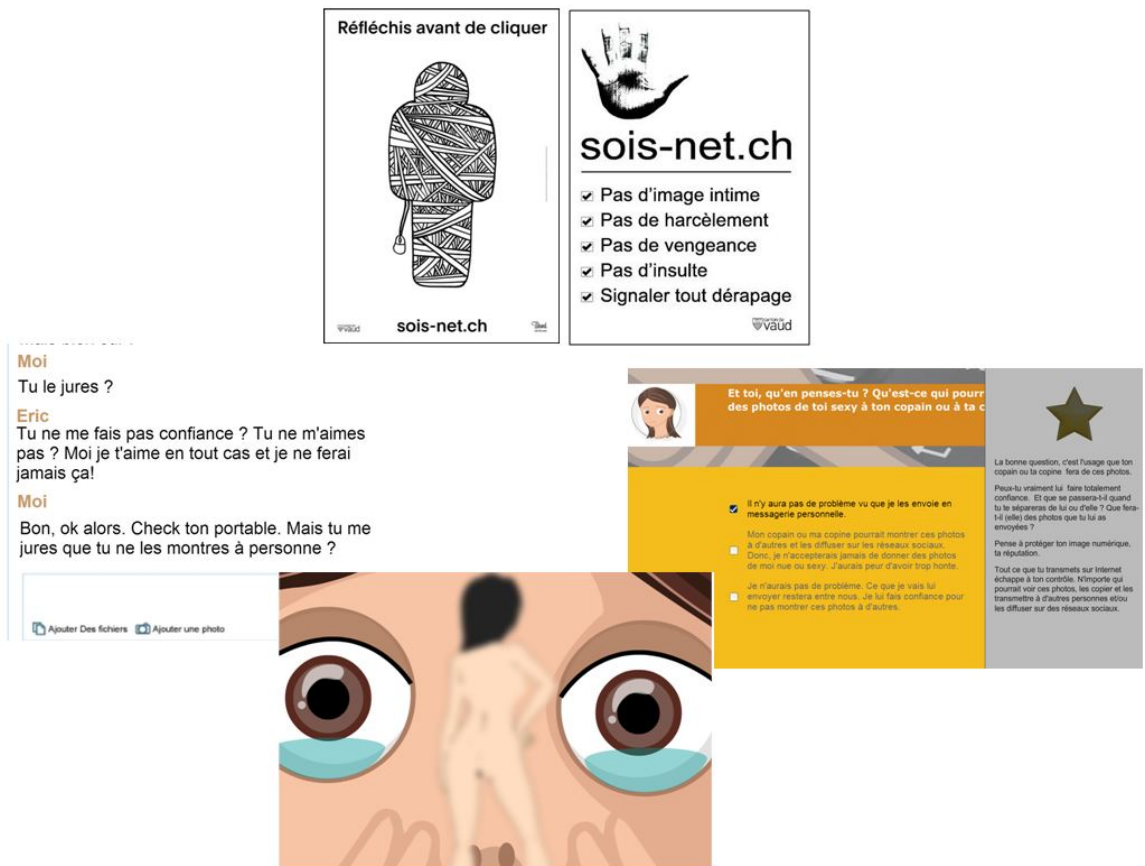 Réfléchis avant de cliquer
sois-net.ch
vaud
sois-net.ch
Pas d'image intime
Pas de harcèlement
Pas de vengeance
Pas d'insulte
Signaler tout dérapage
vaud
Moi
Tu le jures ?
Eric
Tu ne me fais pas confiance ? Tu ne m'aimes
pas ? Moi je t'aime en tout cas et je ne ferai
jamais ça!
Moi
Bon, ok alors. Check ton portable. Mais tu me
jures que tu ne les montres à personne ?
Ajouter Des fichiers Ajouter une photo
Et toi, qu'en penses-tu ? Qu'est-ce qui pourr
des photos de toi sexy à ton copain ou à ta c
Il n'y aura pas de problème vu que je les envoie en
messagerie personnelle.
Mon copain ou ma copine pourrait montrer ces photos
à d'autres et les diffuser sur les réseaux sociaux.
Donc, je n'accepterais jamais de donner des photos
de moi nue ou sexy. J'aurais peur d'avoir trop honte.
Je n'aurais pas de problème. Ce que je vais lui
envoyer restera entre nous. Je lui fais confiance pour
ne pas montrer ces photos à d'autres.
La bonne question, c'est l'usage que ton
copain ou ta copine fera de ces photos.
Peux-tu vraiment lui faire totalement
confiance. Et que se passera-t-il quand
tu te sépareras de lui ou d'elle ? Que fera-
t-il (elle) des photos que tu lui as
envoyées ?
Pense à protéger ton image numérique,
ta réputation.
Tout ce que tu transmets sur Internet
échappe à ton contrôle. N'importe qui
pourrait voir ces photos, les copier et les
transmettre à d'autres personnes et/ou
les diffuser sur des réseaux sociaux.